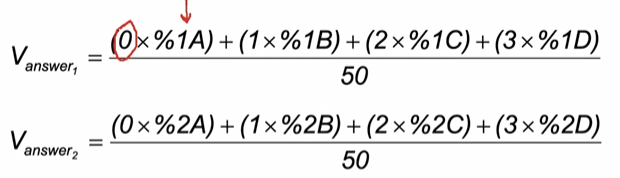 V_answer₁ = (0×%1A)+(1×%1B)+(2×%1C)+(3×%1D)
50
V_answer₂ = (0×%2A)+(1×%2B)+(2×%2C)+(3×%2D)
50